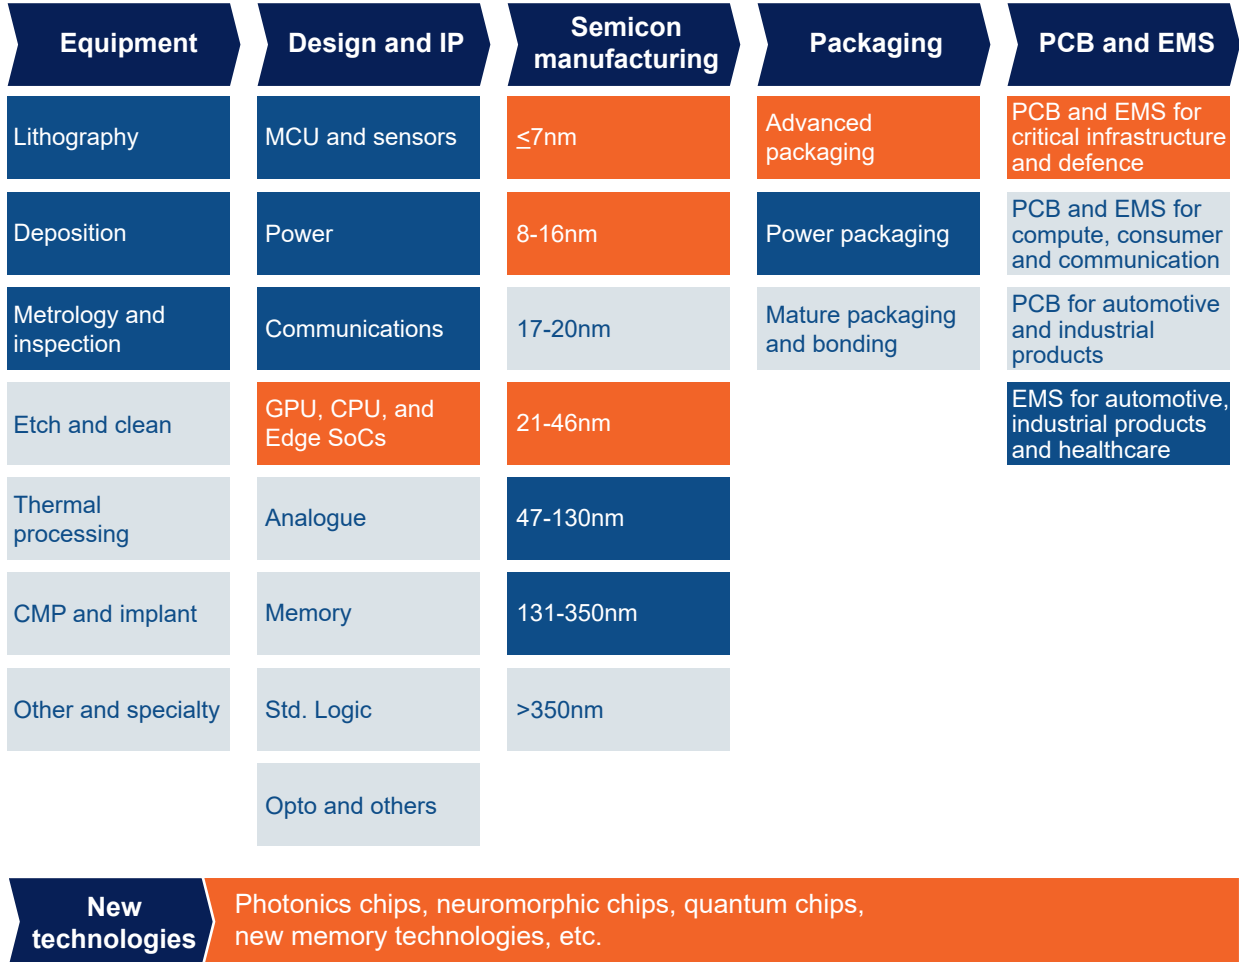 Equipment
Design and IP
Semicon
manufacturing
Packaging
PCB and EMS
Lithography
Deposition
Metrology and
inspection
Etch and clean
Thermal
processing
CMP and implant
Other and specialty
MCU and sensors
Power
Communications
GPU, CPU, and
Edge SoCs
Analogue
Memory
Std. Logic
Opto and others
≤7nm
8-16nm
17-20nm
21-46nm
47-130nm
131-350nm
>350nm
Advanced
packaging
Power packaging
Mature packaging
and bonding
PCB and EMS for
critical infrastructure
and defence
PCB and EMS for
compute, consumer
and communication
PCB for automotive
and industrial
products
EMS for automotive,
industrial products
and healthcare
New
technologies
Photonics chips, neuromorphic chips, quantum chips,
new memory technologies, etc.